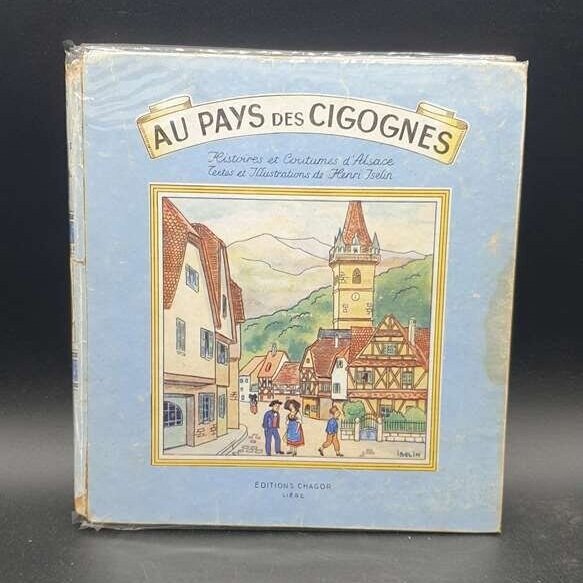 AU PAYS DES CIGOGNES
Histoires et Coutumes d'Alsace
Textes et Illustrations de Henri Iselin
ISELIN
ÉDITIONS CHAGOR
LIÈGE